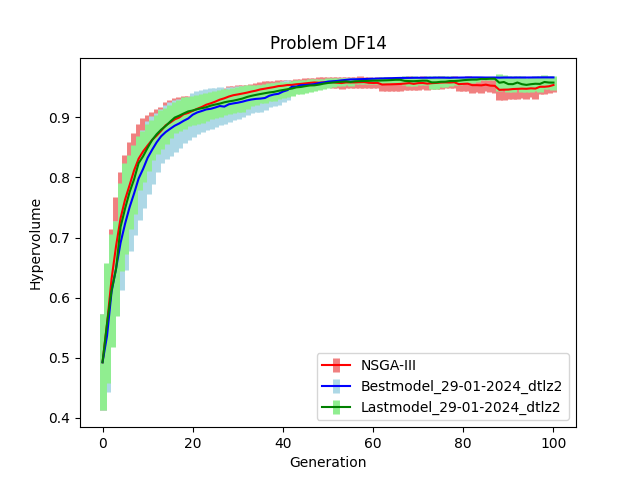 Problem DF14
Hypervolume
0.9
0.8
0.7
0.6
0.5
0.4
NSGA-III
Bestmodel_29-01-2024_dtlz2
Lastmodel_29-01-2024_dtlz2
0 20 40 60 80 100
Generation